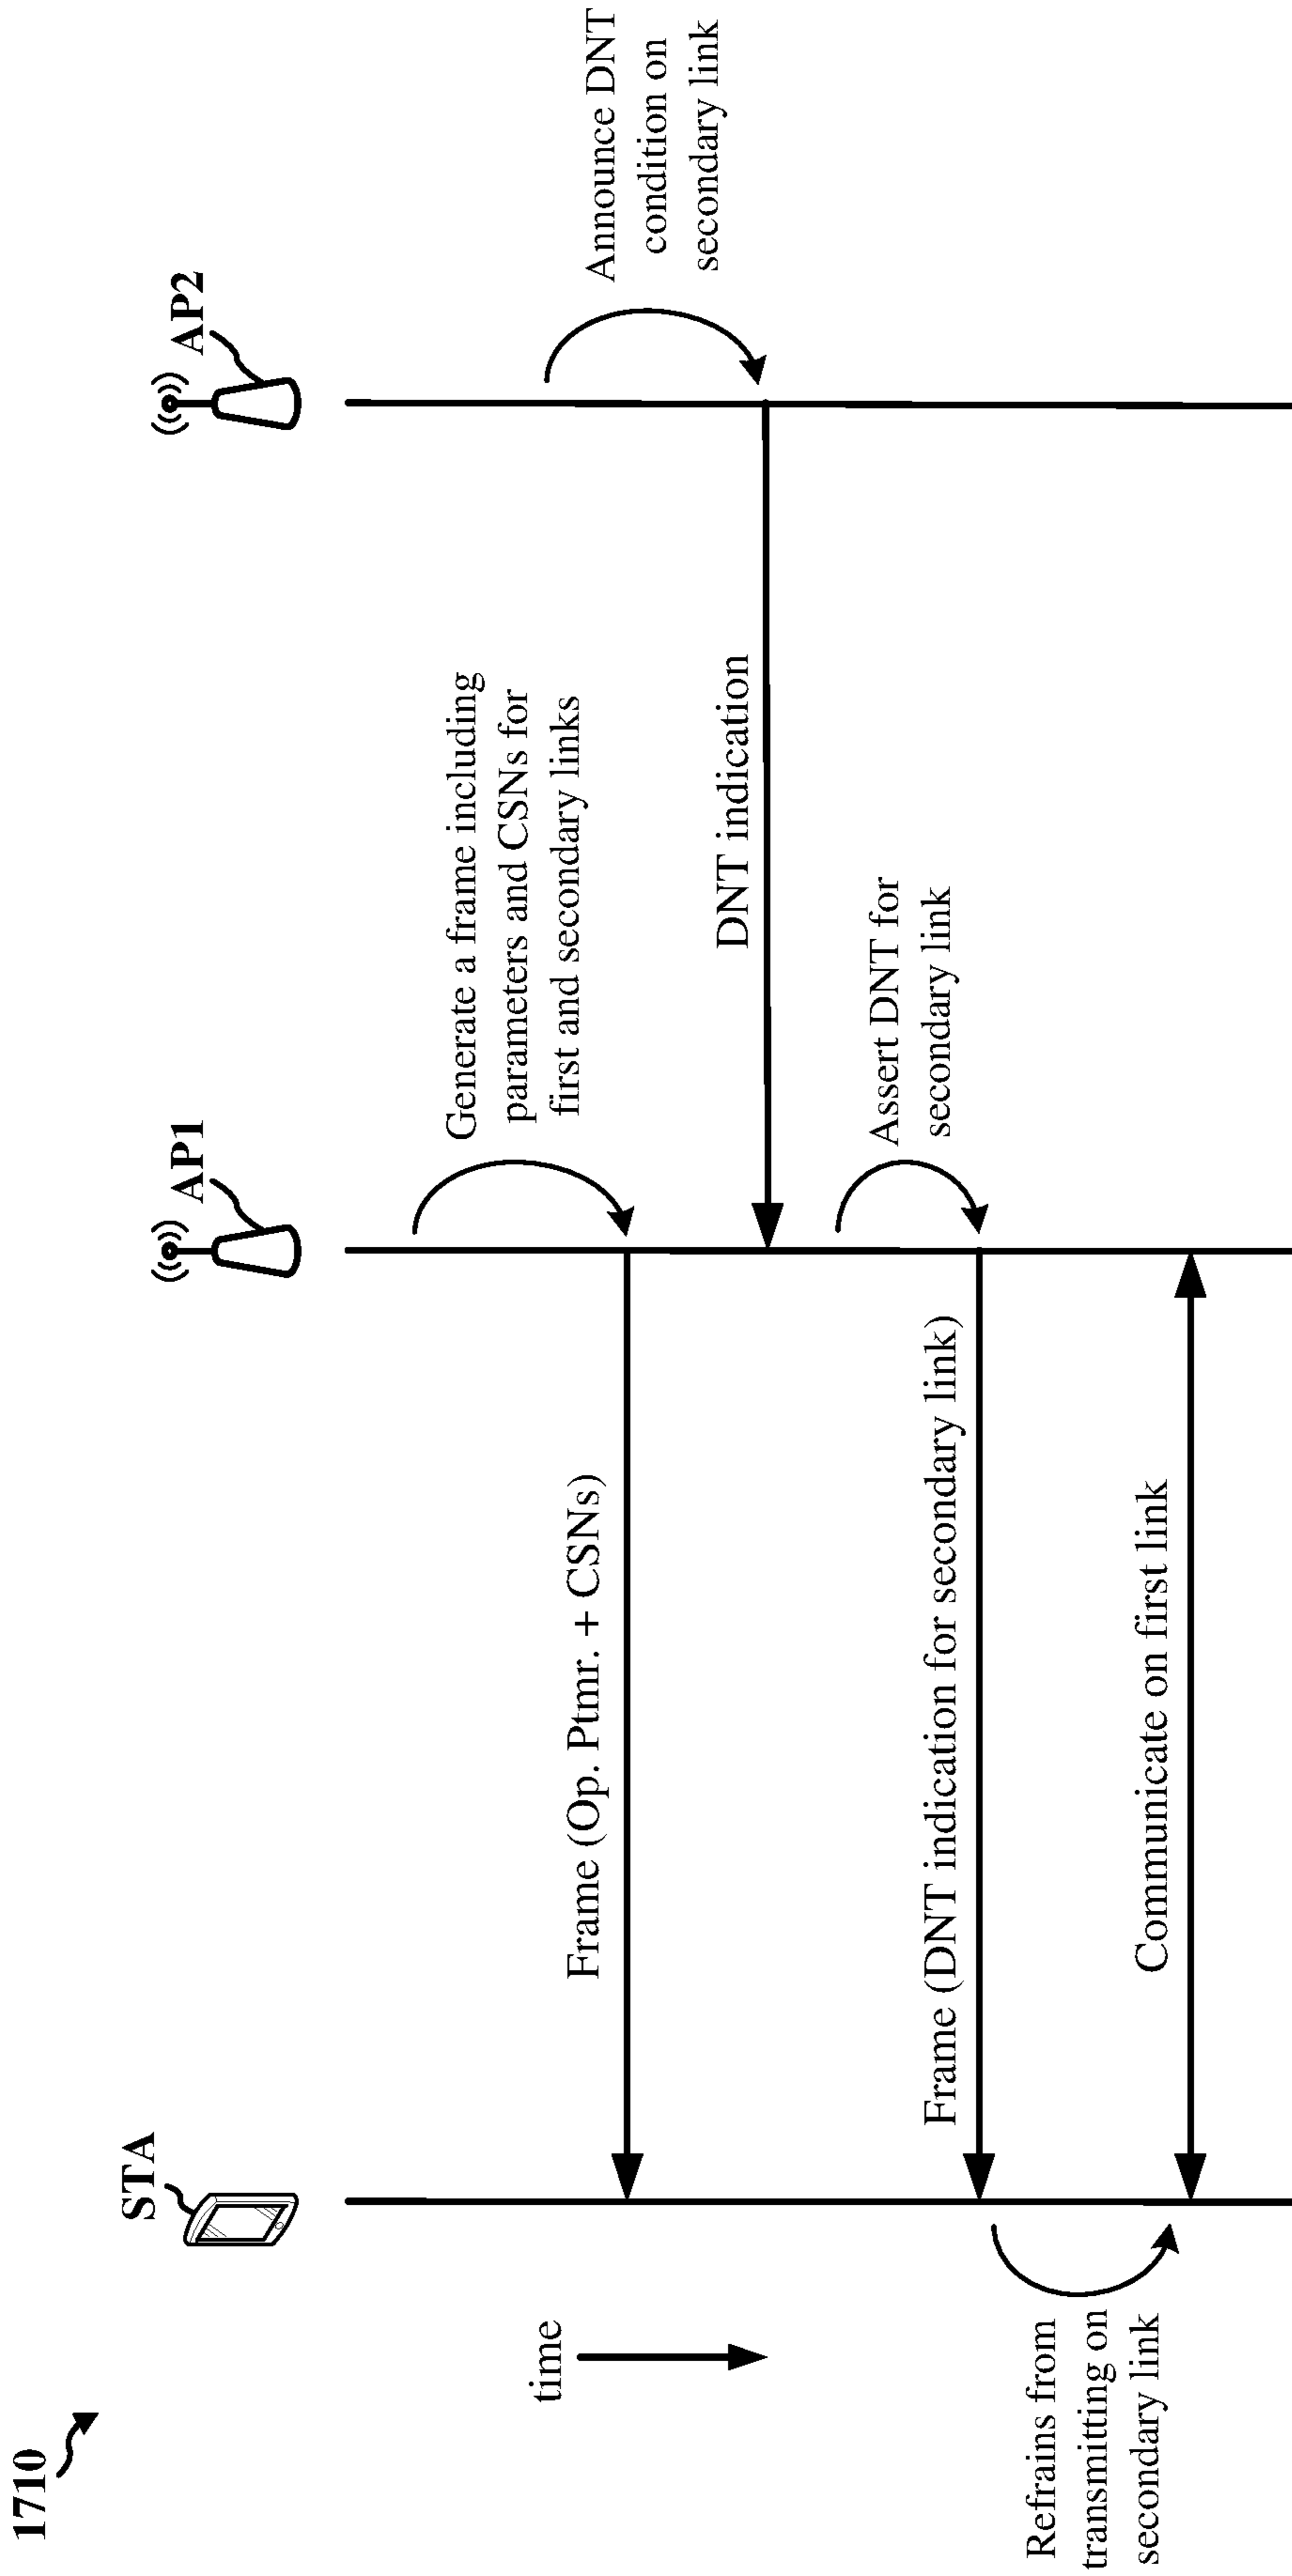 1710
STA
AP1
AP2
time
Generate a frame including
parameters and CSNs for
first and secondary links
Frame (Op. Ptmr. + CSNs)
Announce DNT
condition on
secondary link
DNT indication
Assert DNT for
secondary link
Frame (DNT indication for secondary link)
Refrains from
transmitting on
secondary link
Communicate on first link